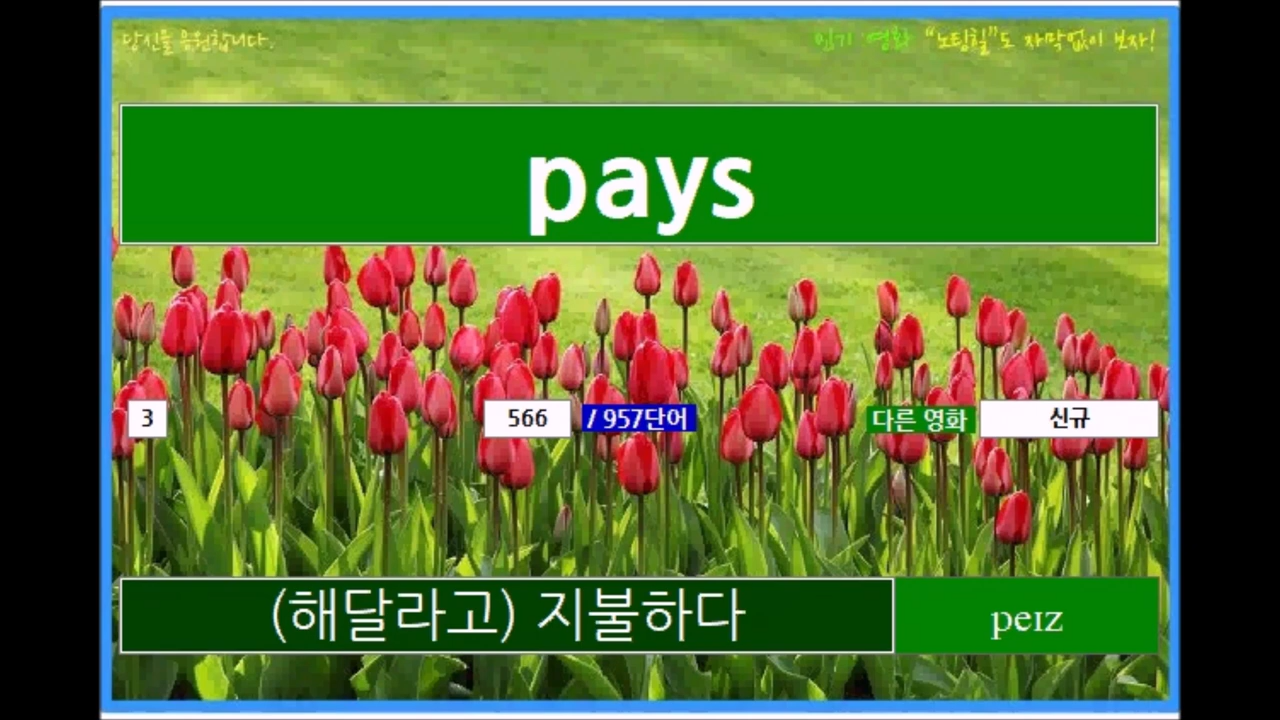 당신을 응원합니다.
인기 영화 “노팅힐”도 자막없이 보자!
pays
3
566
/ 957단어
다른 영화
신규
(해달라고) 지불하다
peɪz